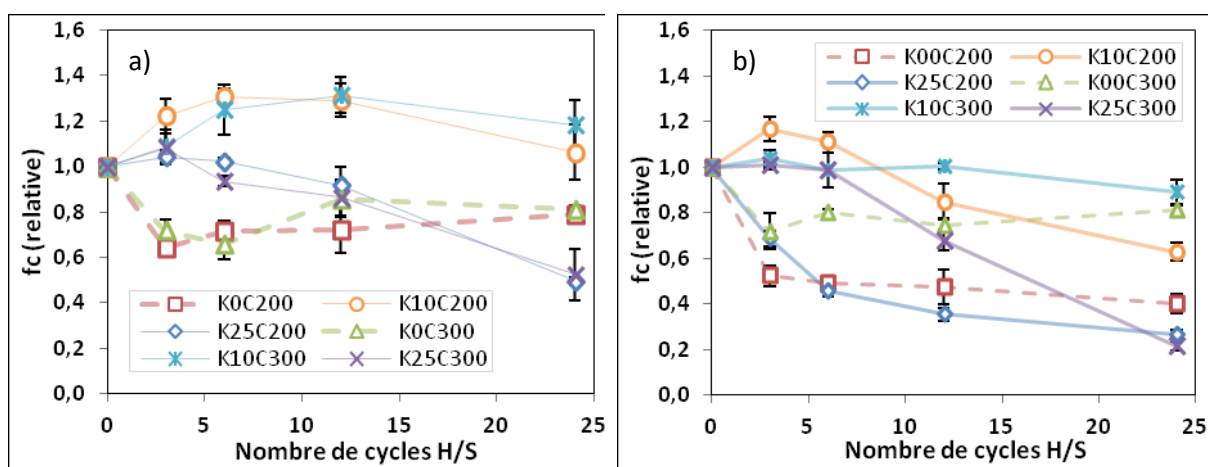 a)
fc (relative)
1,6
1,4
1,2
1,0
0,8
0,6
0,4
0,2
0,0
K0C200 K10C200
K25C200 K0C300
K10C300 K25C300
0 5 10 15 20 25
Nombre de cycles H/S
b)
fc (relative)
1,6
1,4
1,2
1,0
0,8
0,6
0,4
0,2
0,0
K00C200 K10C200
K25C200 K00C300
K10C300 K25C300
0 5 10 15 20 25
Nombre de cycles H/S